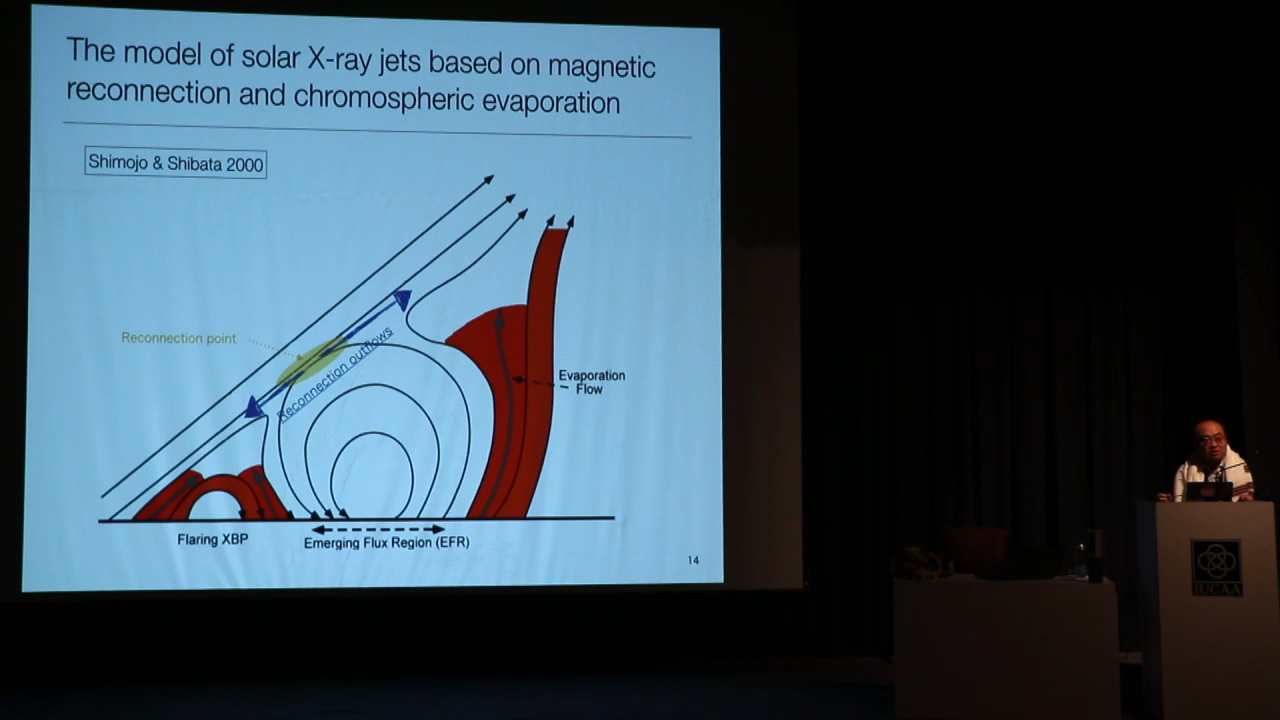 The model of solar X-ray jets based on magnetic
reconnection and chromospheric evaporation
Shimojo & Shibata 2000
Reconnection point
Reconnection outflows
Evaporation
Flow
Flaring XBP
Emerging Flux Region (EFR)
14
IUCAA